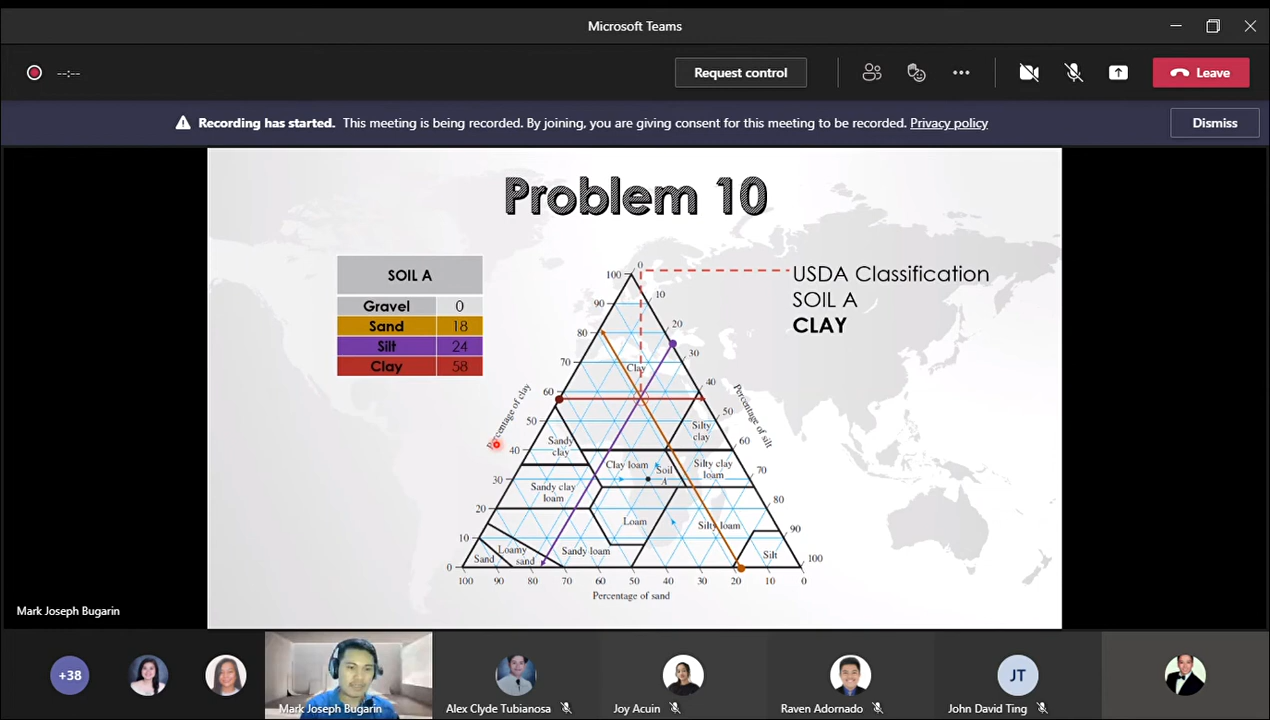 Microsoft Teams
--:--
Request control
Leave
Recording has started. This meeting is being recorded. By joining, you are giving consent for this meeting to be recorded. Privacy policy
Dismiss
Problem 10
SOIL A
Gravel 0
Sand 18
Silt 24
Clay 58
USDA Classification
SOIL A
CLAY
0
100
10
90
20
80
30
70
Clay
40
60
50
50
60
40
70
30
80
20
90
10
100
0
Percentage of clay
Percentage of silt
Silty
clay
Sandy
clay
Clay loam
Soil
A
Silty clay
loam
Sandy clay
loam
Loam
Silty loam
Sandy loam
Loamy
sand
Sand
Silt
100 90 80 70 60 50 40 30 20 10 0
Percentage of sand
Mark Joseph Bugarin
+38
Mark Joseph Bugarin
Alex Clyde Tubianosa
Joy Acuin
Raven Adornado
JT
John David Ting